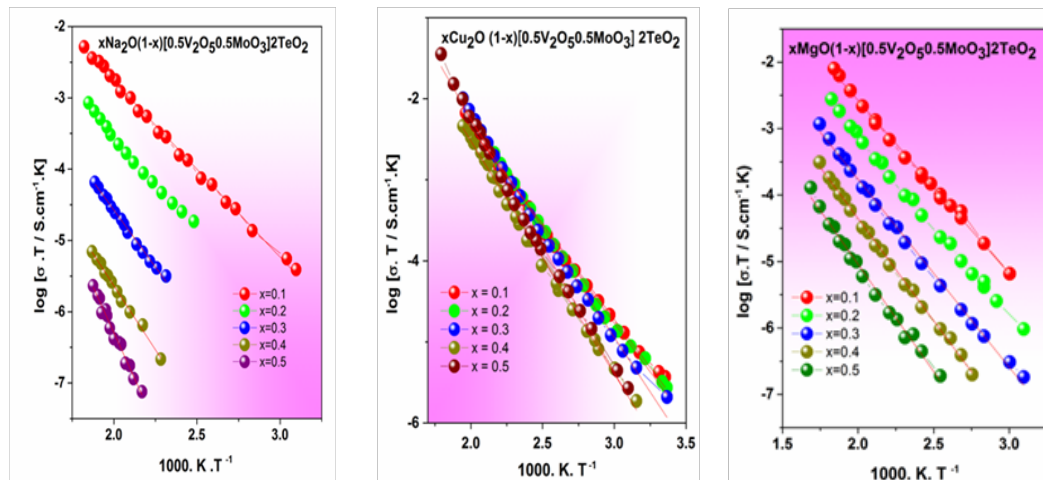 xNa₂O(1-x)[0.5V₂O₅0.5MoO₃]2TeO₂
log [σ .T / S.cm⁻¹.K]
-2
-3
-4
-5
-6
-7
x=0.1
x=0.2
x=0.3
x=0.4
x=0.5
2.0 2.5 3.0
1000. K .T⁻¹
xCu₂O (1-x)[0.5V₂O₅0.5MoO₃] 2TeO₂
log [σ. T / S.cm⁻¹.K]
-2
-4
-6
x = 0.1
x = 0.2
x = 0.3
x = 0.4
x = 0.5
2.0 2.5 3.0 3.5
1000. K. T⁻¹
xMgO(1-x)[0.5V₂O₅0.5MoO₃]2TeO₂
log [σ.T / S.cm⁻¹.K]
-2
-3
-4
-5
-6
-7
x=0.1
x=0.2
x=0.3
x=0.4
x=0.5
1.5 2.0 2.5 3.0
1000. K. T⁻¹